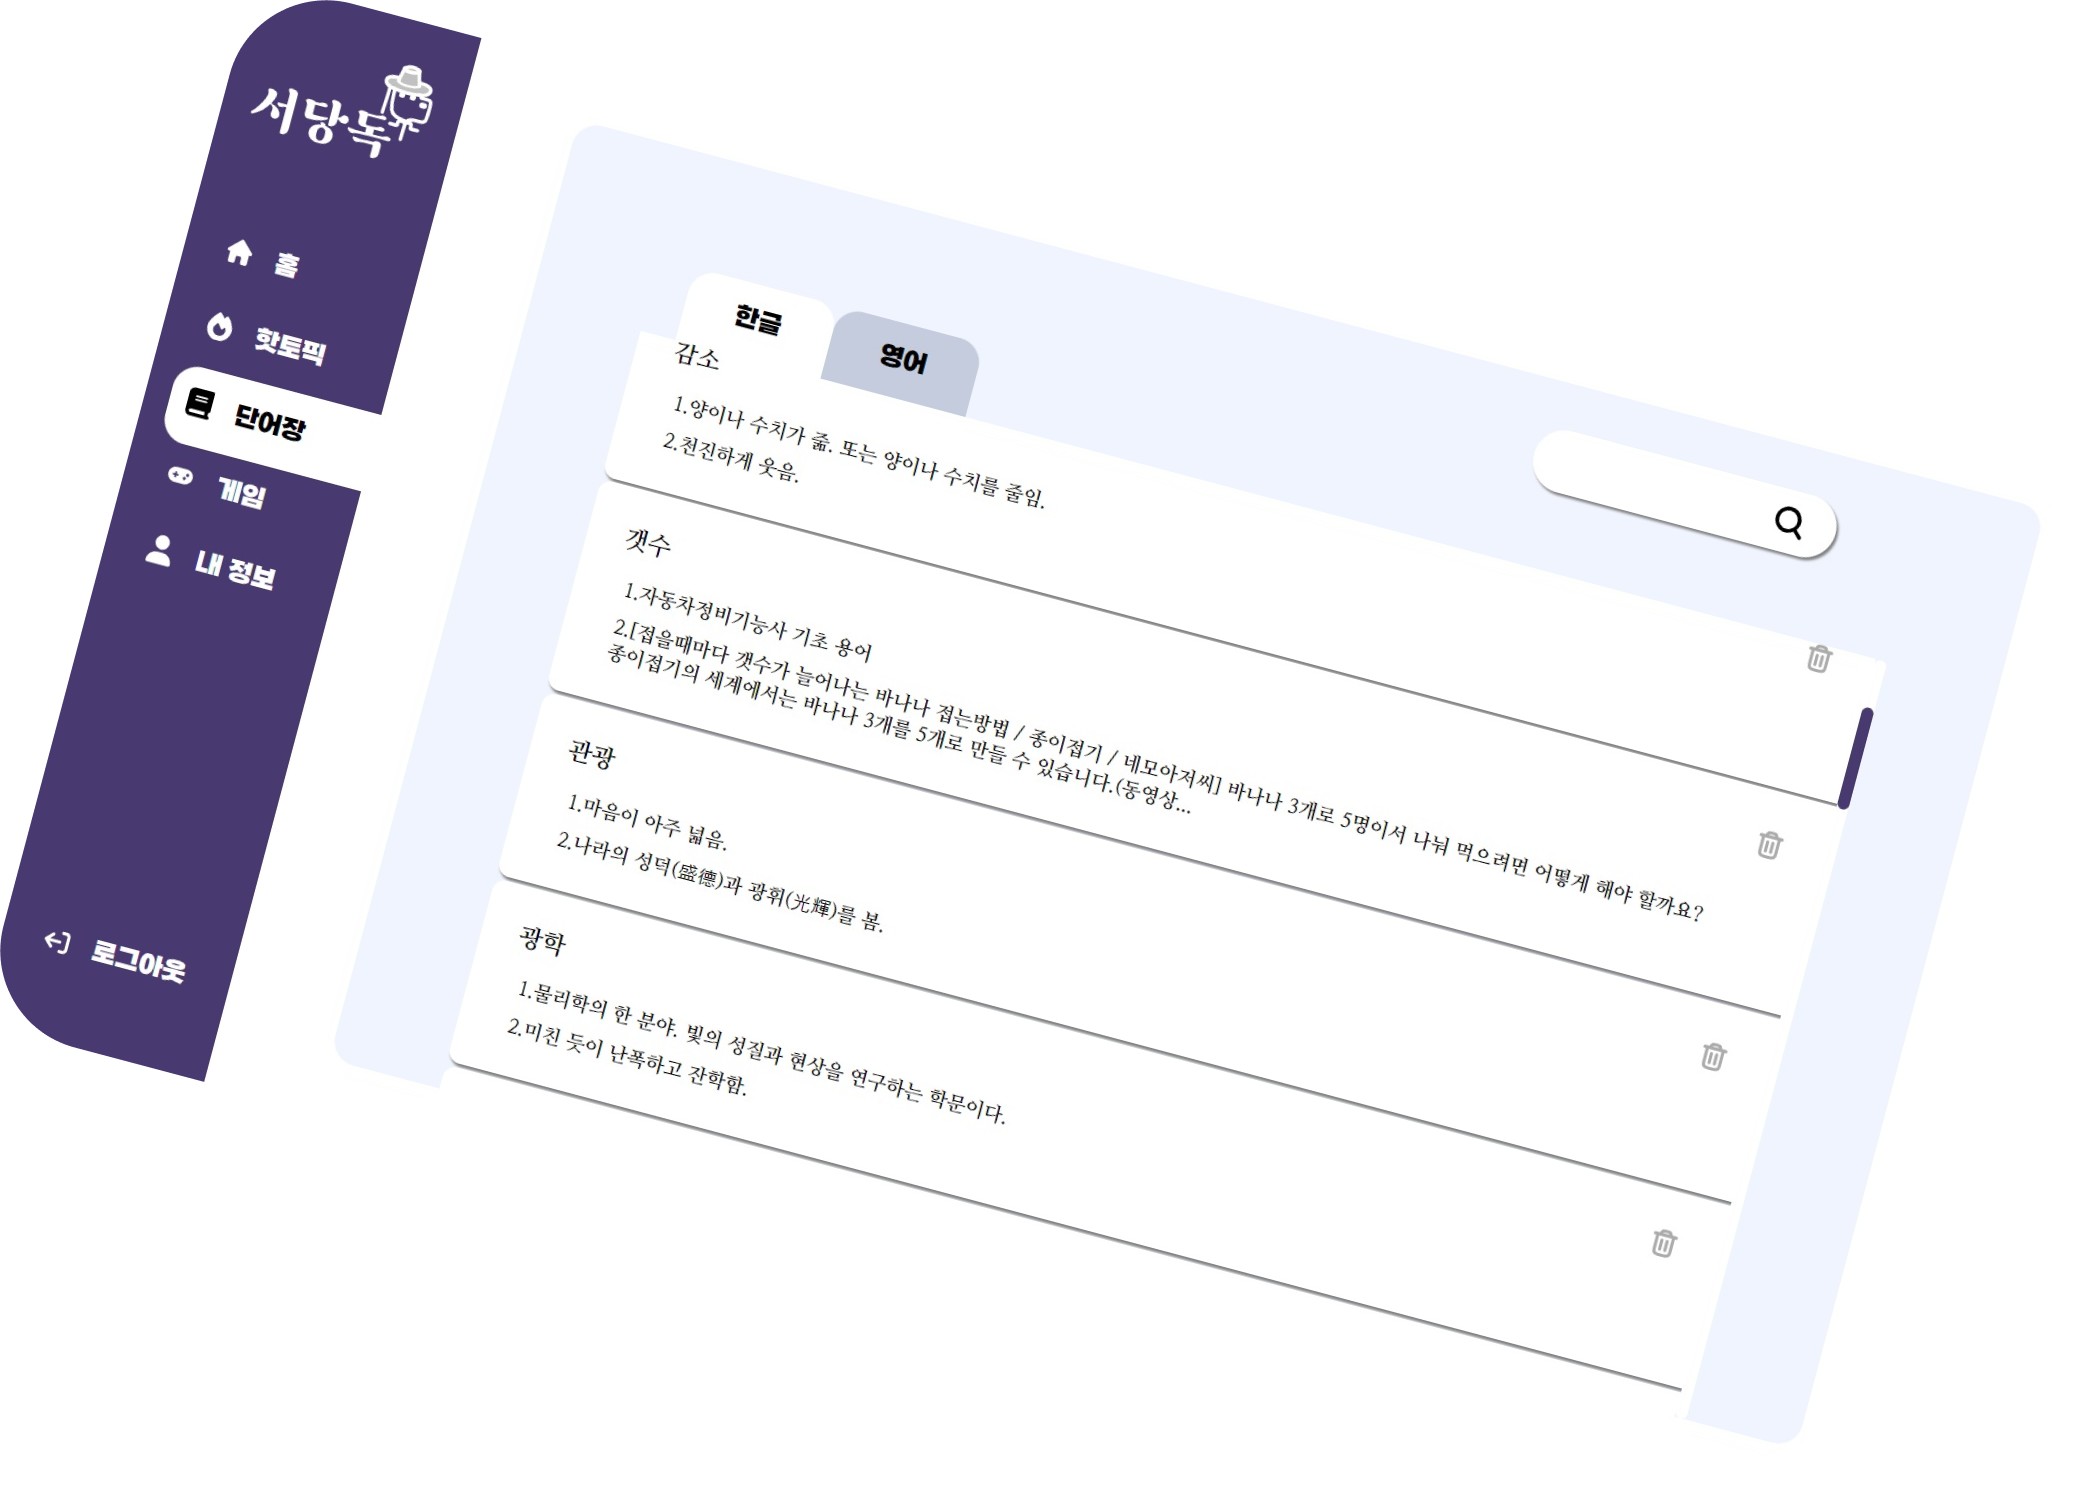 서당독
홈
핫토픽
단어장
게임
내 정보
로그아웃
한글
영어
감소
1.양이나 수치가 줆. 또는 양이나 수치를 줄임.
2.천진하게 웃음.
갯수
1.자동차정비기능사 기초 용어
2.[접을때마다 갯수가 늘어나는 바나나 접는방법 / 종이접기 / 네모아저씨] 바나나 3개로 5명이서 나눠 먹으려면 어떻게 해야 할까요?
종이접기의 세계에서는 바나나 3개를 5개로 만들 수 있습니다.(동영상...
관광
1.마음이 아주 넓음.
2.나라의 성덕(盛德)과 광휘(光輝)를 봄.
광학
1.물리학의 한 분야. 빛의 성질과 현상을 연구하는 학문이다.
2.미친 듯이 난폭하고 잔학함.